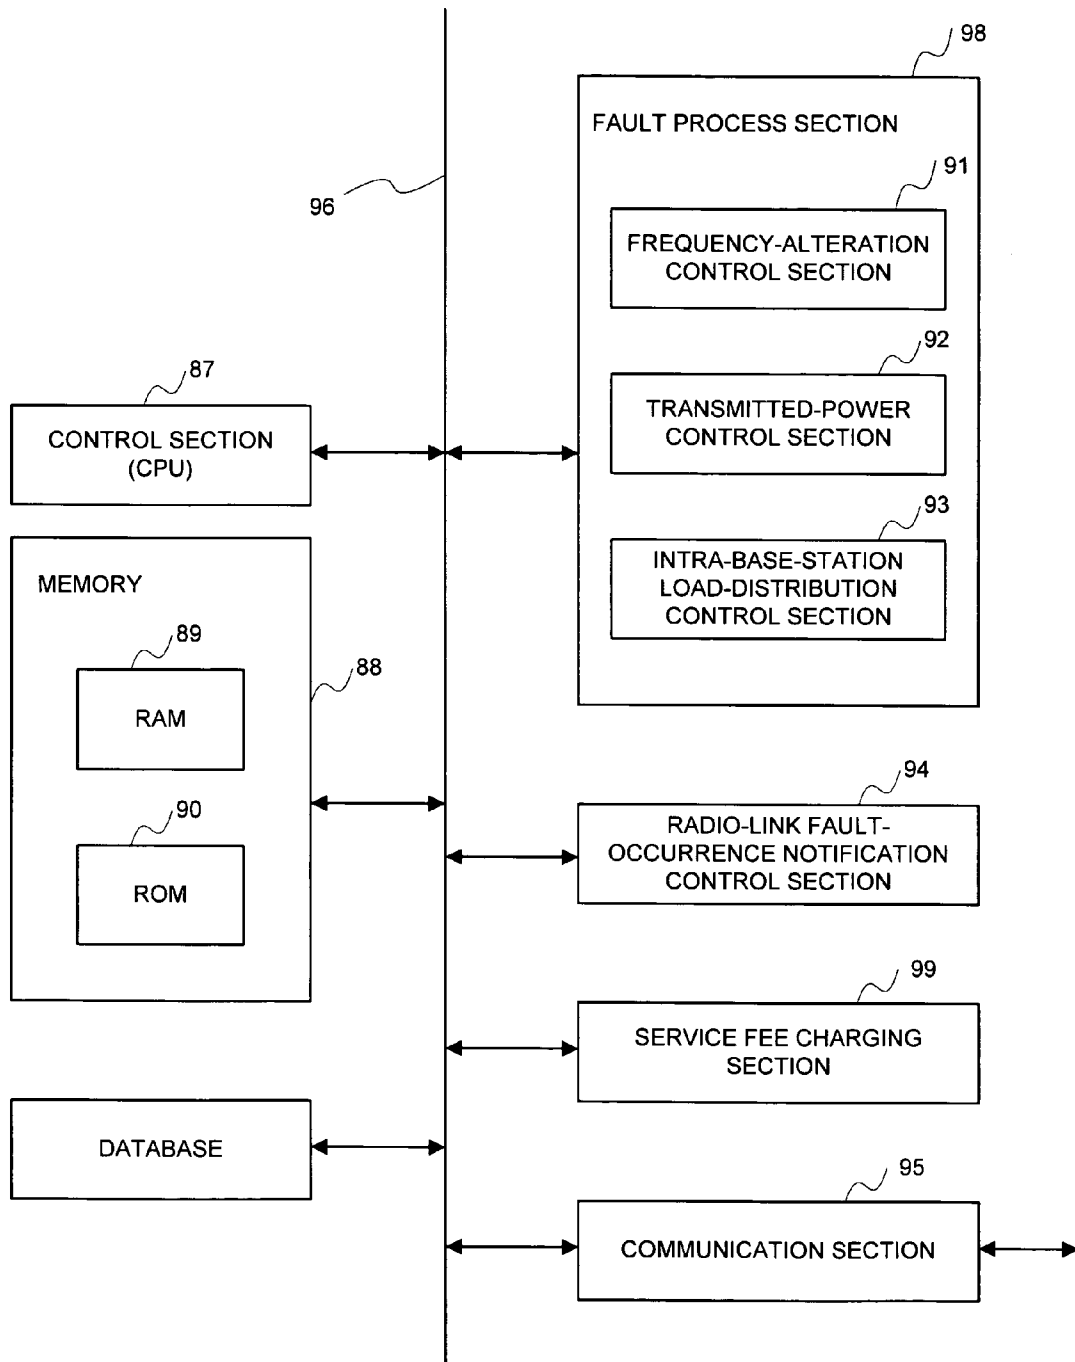 98
FAULT PROCESS SECTION
91
FREQUENCY-ALTERATION
CONTROL SECTION
96
92
TRANSMITTED-POWER
CONTROL SECTION
87
CONTROL SECTION
(CPU)
93
INTRA-BASE-STATION
LOAD-DISTRIBUTION
CONTROL SECTION
MEMORY
89
RAM
88
90
ROM
94
RADIO-LINK FAULT-
OCCURRENCE NOTIFICATION
CONTROL SECTION
99
SERVICE FEE CHARGING
SECTION
DATABASE
95
COMMUNICATION SECTION